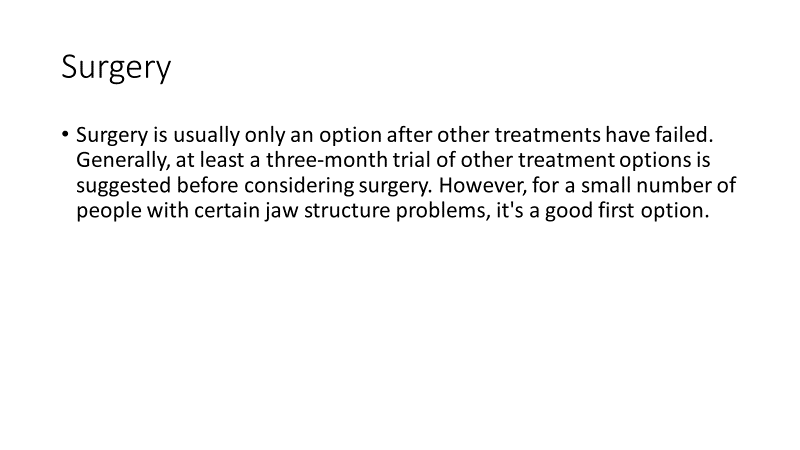 Surgery
• Surgery is usually only an option after other treatments have failed.
Generally, at least a three-month trial of other treatment options is
suggested before considering surgery. However, for a small number of
people with certain jaw structure problems, it's a good first option.